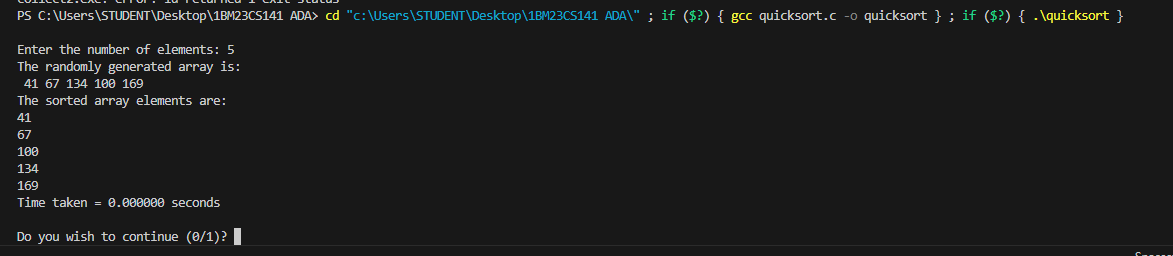 collect2.exe: error: ld returned 1 exit status
PS C:\Users\STUDENT\Desktop\1BM23CS141 ADA> cd "c:\Users\STUDENT\Desktop\1BM23CS141 ADA\" ; if ($?) { gcc quicksort.c -o quicksort } ; if ($?) { .\quicksort }
Enter the number of elements: 5
The randomly generated array is:
41 67 134 100 169
The sorted array elements are:
41
67
100
134
169
Time taken = 0.000000 seconds
Do you wish to continue (0/1)?